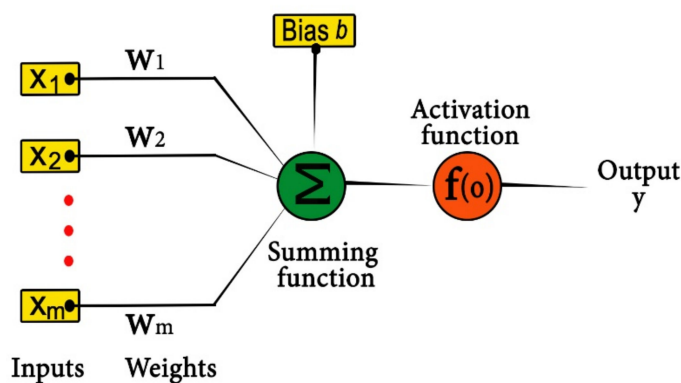 Bias b
x1
w1
x2
w2
Activation
function
Σ
f(o)
Output
y
Summing
function
xm
wm
Inputs
Weights